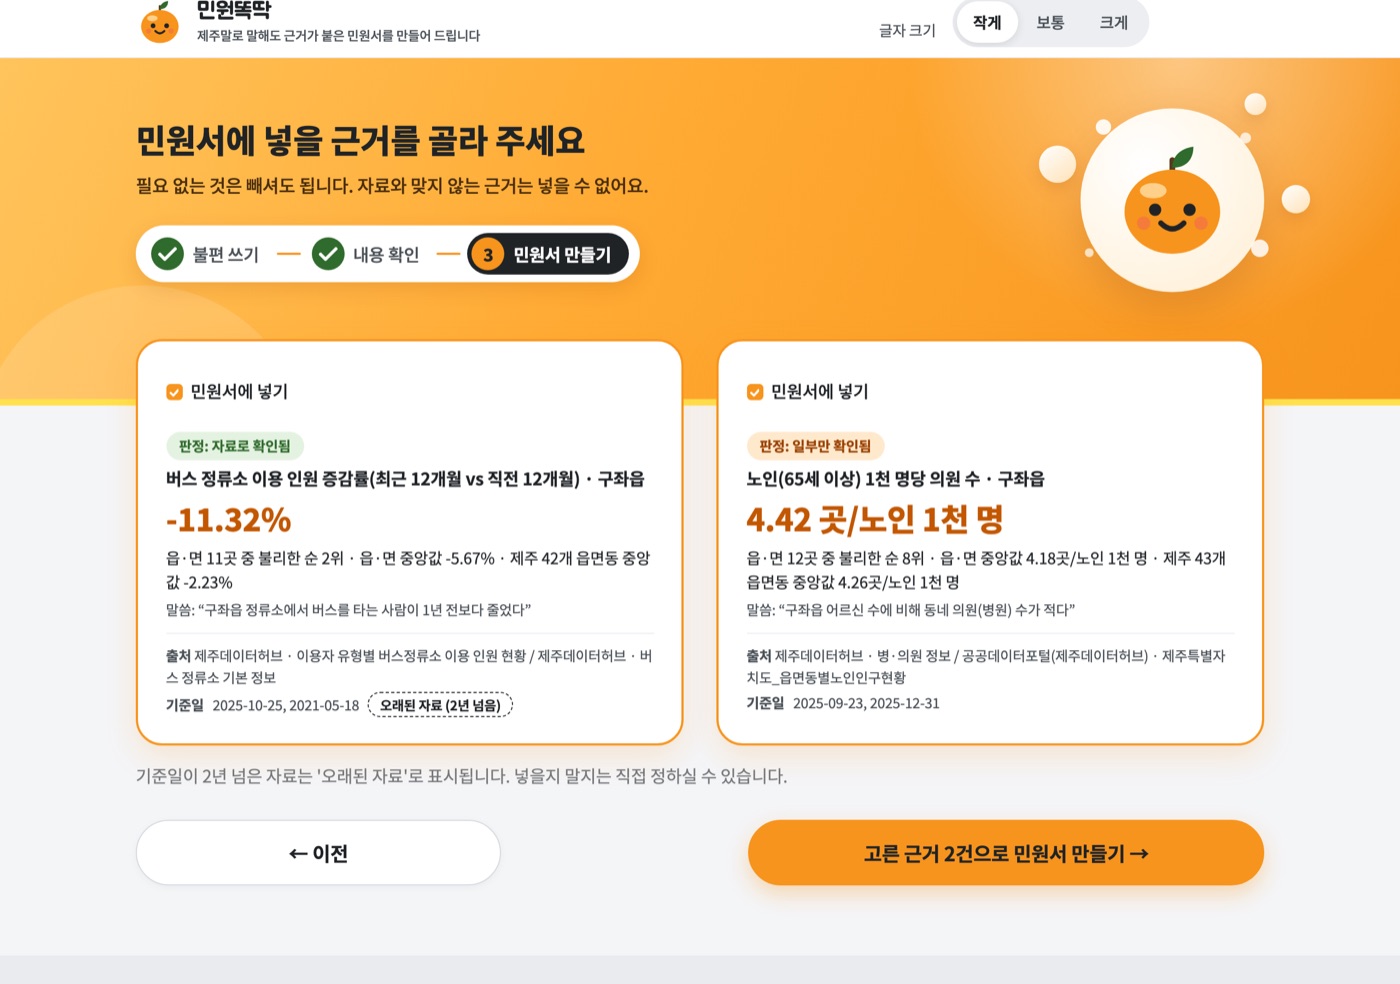 민원똑딱
제주말로 말해도 근거가 붙은 민원서를 만들어 드립니다
글자 크기
작게
보통
크게
민원서에 넣을 근거를 골라 주세요
필요 없는 것은 빼셔도 됩니다. 자료와 맞지 않는 근거는 넣을 수 없어요.
불편 쓰기
내용 확인
3 민원서 만들기
민원서에 넣기
판정: 자료로 확인됨
버스 정류소 이용 인원 증감률(최근 12개월 vs 직전 12개월) · 구좌읍
-11.32%
읍·면 11곳 중 불리한 순 2위 · 읍·면 중앙값 -5.67% · 제주 42개 읍면동 중앙
값 -2.23%
말씀: “구좌읍 정류소에서 버스를 타는 사람이 1년 전보다 줄었다”
출처 제주데이터허브 · 이용자 유형별 버스정류소 이용 인원 현황 / 제주데이터허브 · 버
스 정류소 기본 정보
기준일 2025-10-25, 2021-05-18 오래된 자료 (2년 넘음)
민원서에 넣기
판정: 일부만 확인됨
노인(65세 이상) 1천 명당 의원 수 · 구좌읍
4.42 곳/노인 1천 명
읍·면 12곳 중 불리한 순 8위 · 읍·면 중앙값 4.18곳/노인 1천 명 · 제주 43개
읍면동 중앙값 4.26곳/노인 1천 명
말씀: “구좌읍 어르신 수에 비해 동네 의원(병원) 수가 적다”
출처 제주데이터허브 · 병·의원 정보 / 공공데이터포털(제주데이터허브) · 제주특별자
치도_읍면동별노인인구현황
기준일 2025-09-23, 2025-12-31
기준일이 2년 넘은 자료는 '오래된 자료'로 표시됩니다. 넣을지 말지는 직접 정하실 수 있습니다.
← 이전
고른 근거 2건으로 민원서 만들기 →